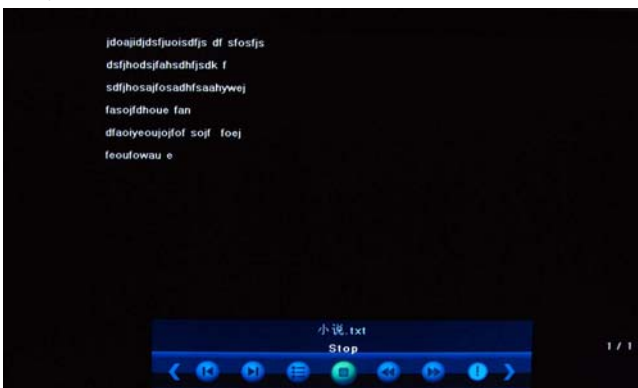 jdoajidjdsfjuoisdfjs df sfosfjs
dsfjhodsjfahsdhfjsdk f
sdfjhosajfosadhfsaahywej
fasojfdhoue fan
dfaoiyeoujojfof sojf foej
feoufowau e
小说.txt
Stop
1 / 1